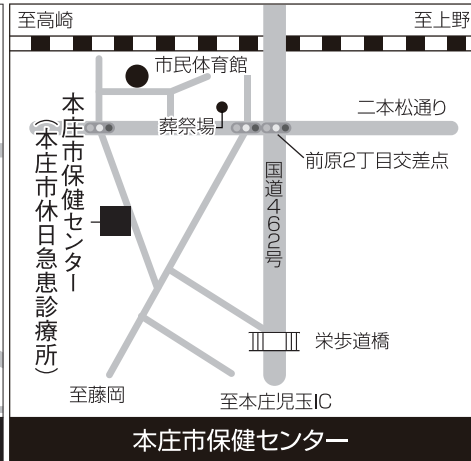 至高崎
至上野
市民体育館
葬祭場
二本松通り
前原2丁目交差点
本庄市保健センター
（本庄市休日急患診療所）
国道462号
栄歩道橋
至藤岡
至本庄児玉IC
本庄市保健センター